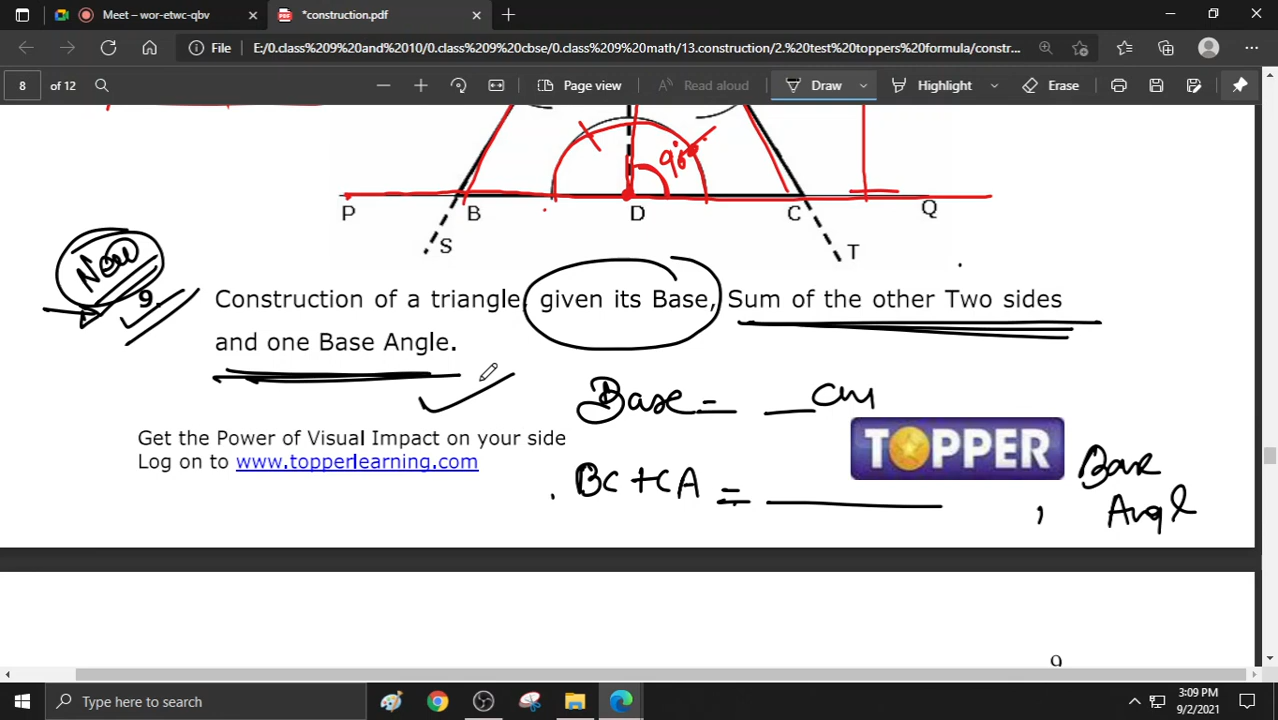 Meet – wor-etwc-qbv
*construction.pdf
File E:/0.class%209%20and%2010/0.class%209%20cbse/0.class%209%20math/13.construction/2.%20test%20toppers%20formula/constr...
8 of 12
Page view
Read aloud
Draw
Highlight
Erase
90°
P B D C Q
S T
New
9. Construction of a triangle, given its Base, Sum of the other Two sides
and one Base Angle.
Base = __ cm
Get the Power of Visual Impact on your side
Log on to www.topperlearning.com
TOPPER
BC + CA = ____ , Base
Angl
9
Type here to search
3:09 PM
9/2/2021